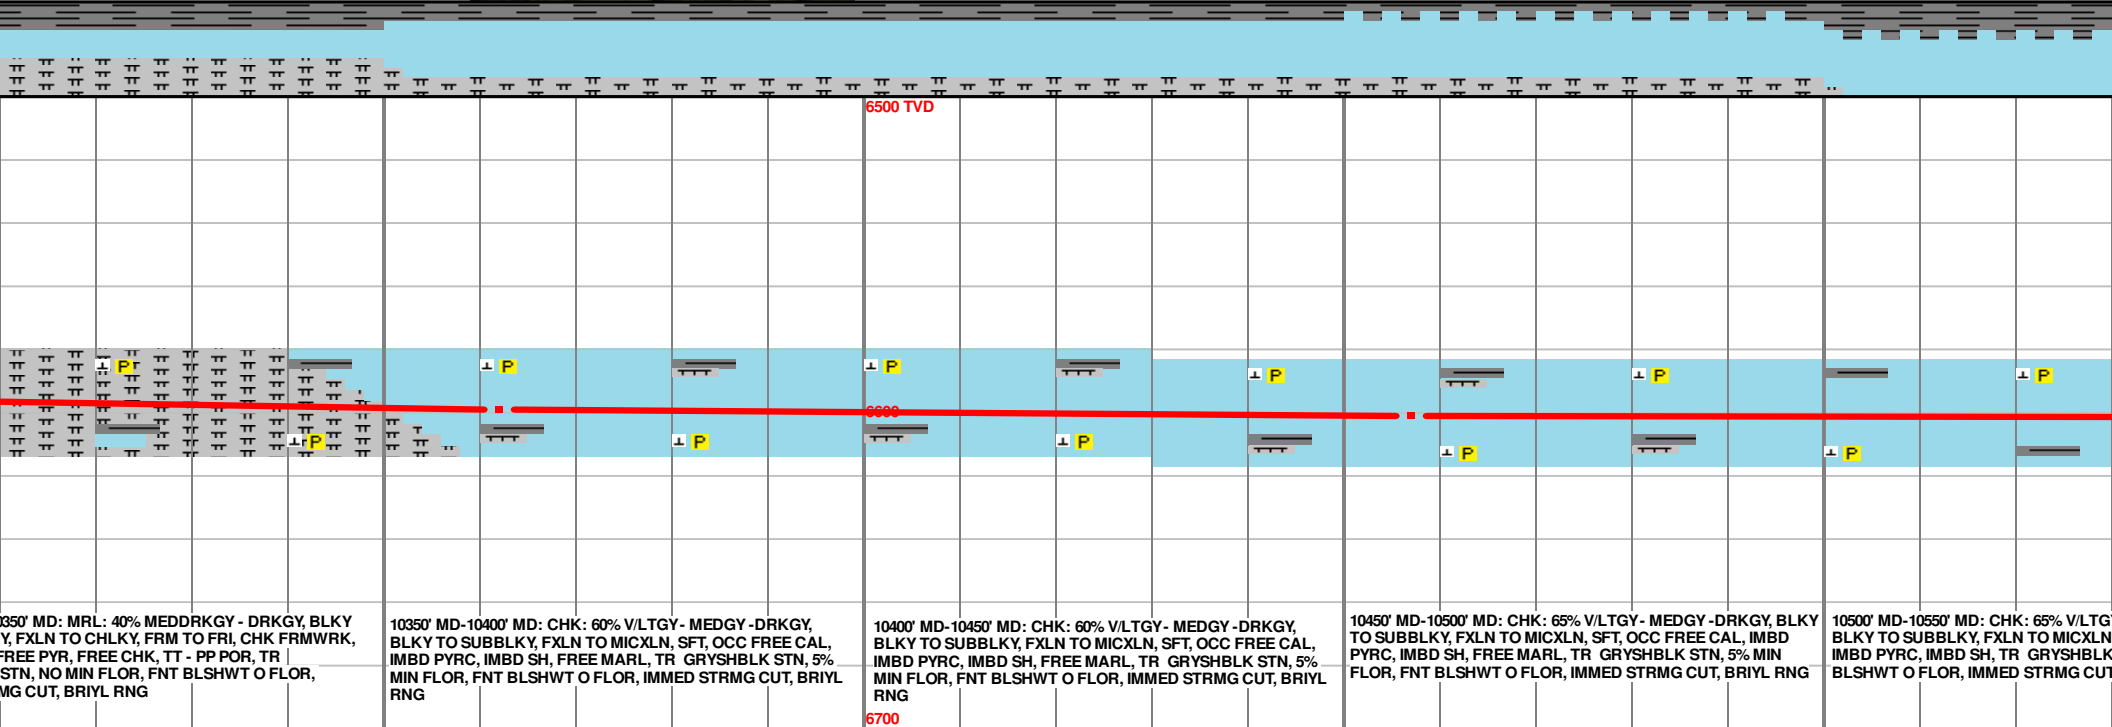 6500 TVD
P
P
P
P
P
P
P
P
6600
P
P
P
P
P
0350' MD: MRL: 40% MEDDRKGY - DRKGY, BLKY
Y, FXLN TO CHLKY, FRM TO FRI, CHK FRMWRK,
FREE PYR, FREE CHK, TT - PP POR, TR
STN, NO MIN FLOR, FNT BLSHWT O FLOR,
MG CUT, BRIYL RNG
10350' MD-10400' MD: CHK: 60% V/LTGY - MEDGY -DRKGY,
BLKY TO SUBBLKY, FXLN TO MICXLN, SFT, OCC FREE CAL,
IMBD PYRC, IMBD SH, FREE MARL, TR GRYSHBLK STN, 5%
MIN FLOR, FNT BLSHWT O FLOR, IMMED STRMG CUT, BRIYL
RNG
10400' MD-10450' MD: CHK: 60% V/LTGY - MEDGY -DRKGY,
BLKY TO SUBBLKY, FXLN TO MICXLN, SFT, OCC FREE CAL,
IMBD PYRC, IMBD SH, FREE MARL, TR GRYSHBLK STN, 5%
MIN FLOR, FNT BLSHWT O FLOR, IMMED STRMG CUT, BRIYL
RNG
10450' MD-10500' MD: CHK: 65% V/LTGY - MEDGY -DRKGY, BLKY
TO SUBBLKY, FXLN TO MICXLN, SFT, OCC FREE CAL, IMBD
PYRC, IMBD SH, FREE MARL, TR GRYSHBLK STN, 5% MIN
FLOR, FNT BLSHWT O FLOR, IMMED STRMG CUT, BRIYL RNG
10500' MD-10550' MD: CHK: 65% V/LTG
BLKY TO SUBBLKY, FXLN TO MICXLN
IMBD PYRC, IMBD SH, TR GRYSHBLK
BLSHWT O FLOR, IMMED STRMG CUT
6700